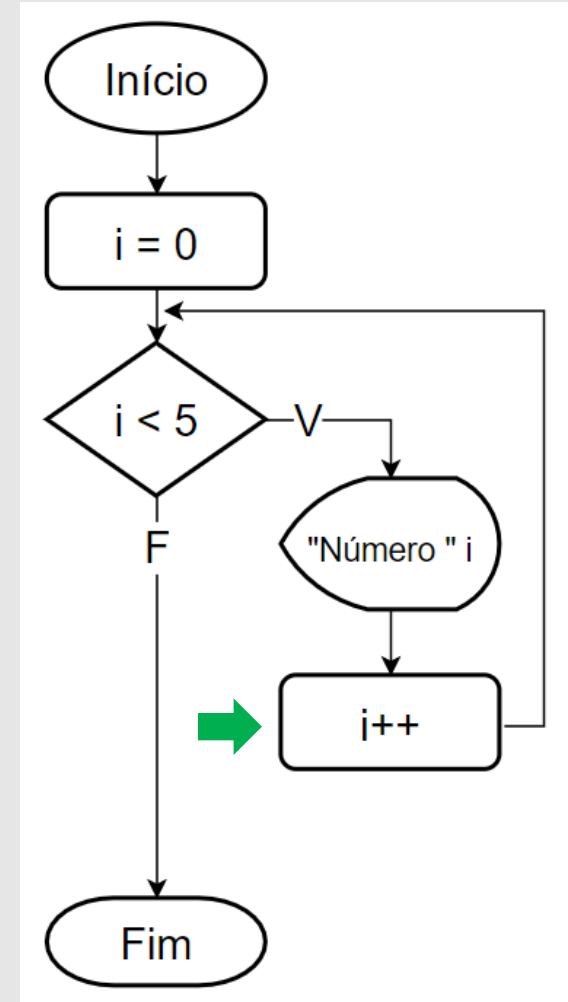 Início
i = 0
i < 5
V
F
"Número " i
i++
Fim